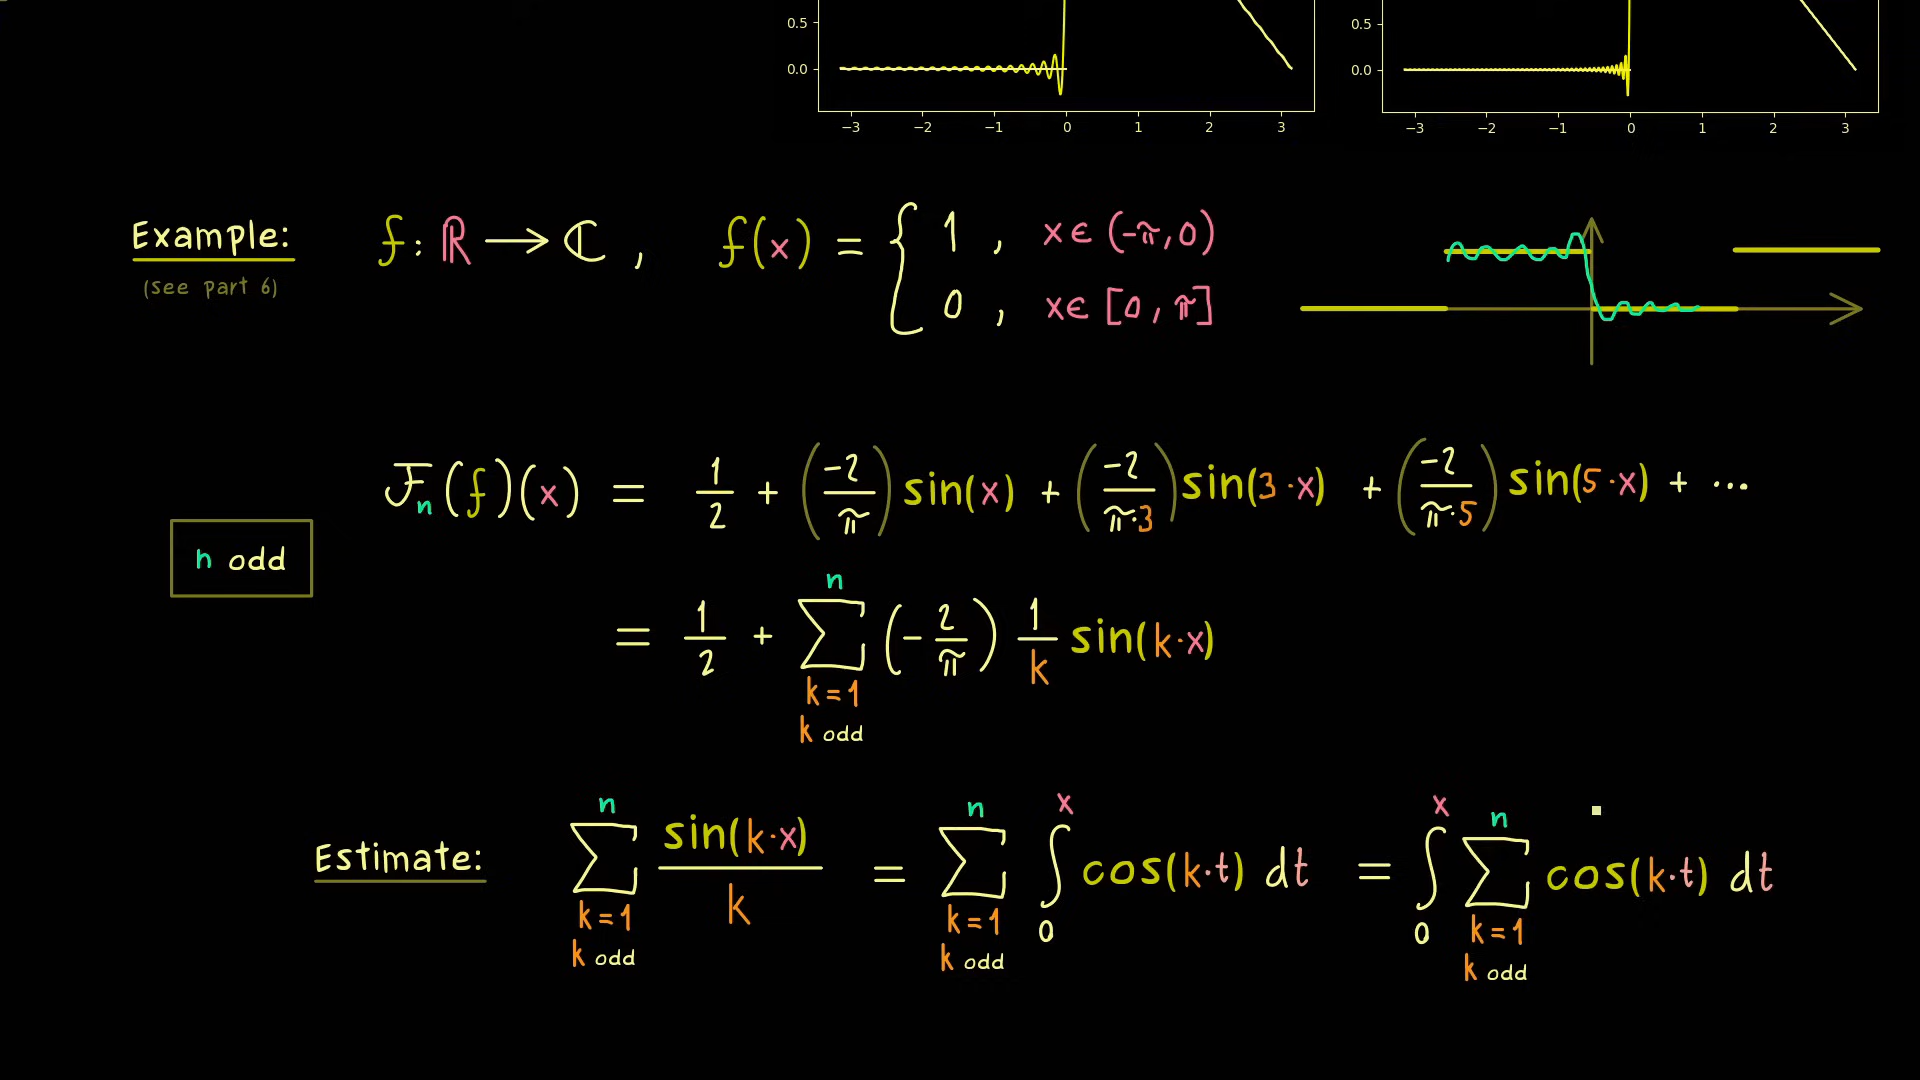 0.5 0.5
0.0 0.0
−3 −2 −1 0 1 2 3 −3 −2 −1 0 1 2 3
Example: f : ℝ ⟶ ℂ , f(x) = { 1 , x ∈ (-π, 0)
(see part 6) 0 , x ∈ [0, π]
ℱₙ(f)(x) = 1/2 + (-2/π) sin(x) + (-2/(π·3)) sin(3·x) + (-2/(π·5)) sin(5·x) + ...
n odd
= 1/2 + ∑_{k=1, k odd}^{n} (-2/π) 1/k sin(k·x)
Estimate: ∑_{k=1, k odd}^{n} sin(k·x)/k = ∑_{k=1, k odd}^{n} ∫_0^x cos(k·t) dt = ∫_0^x ∑_{k=1, k odd}^{n} cos(k·t) dt